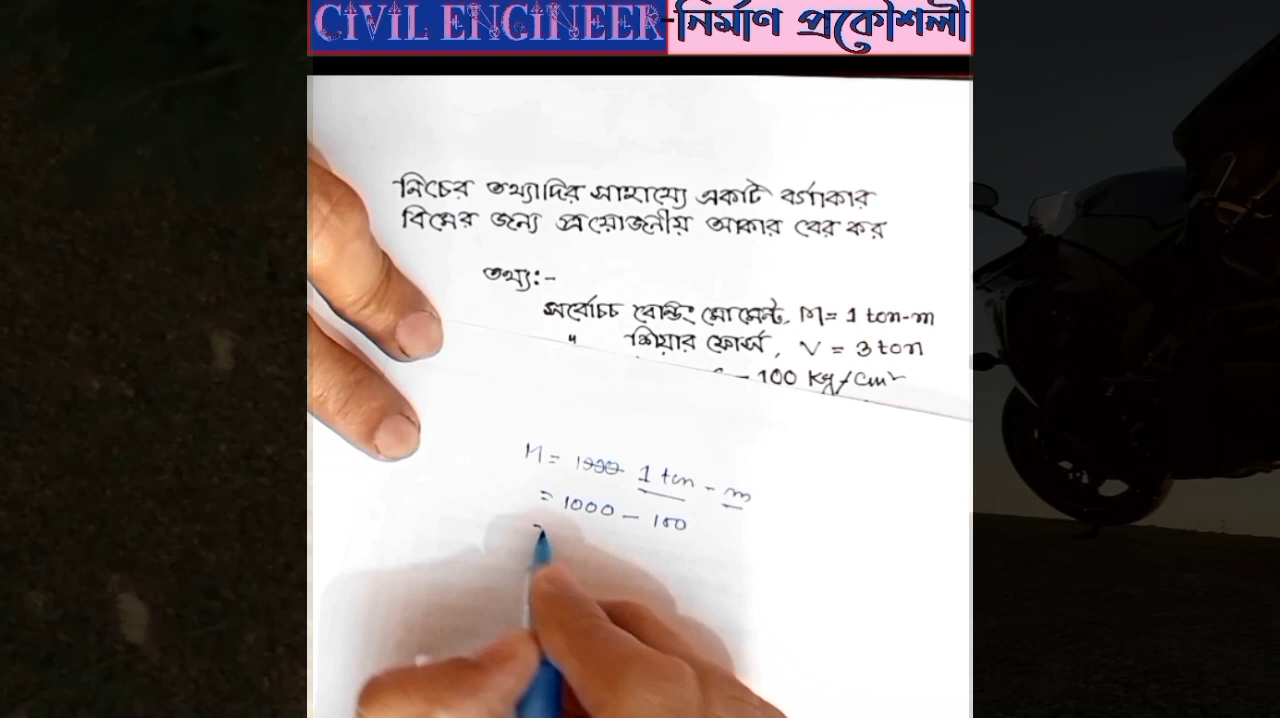 CIVIL ENGINEER-নির্মাণ প্রকৌশলী
নিচের তথ্যাদির সাহায্যে একটি বর্গাকার
বিমের জন্য প্রয়োজনীয় আকার বের কর
তথ্য:-
সর্বোচ্চ বেন্ডিং মোমেন্ট, M = 1 ton-m
" শিয়ার ফোর্স, V = 3 ton
100 Kg/cm²
M = 1 ton - m
= 1000 - 100